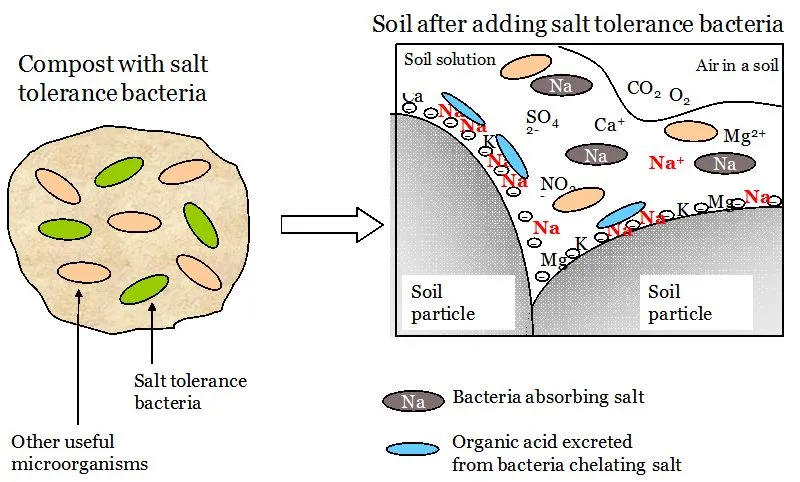 Soil after adding salt tolerance bacteria
Compost with salt
tolerance bacteria
Soil solution
Air in a soil
Na
CO2 O2
Ca
Na
Na
SO4
2-
Ca+
Mg2+
K
Na
Na
Na
Na+
Na
NO3
-
Na
Na
Na
K
Mg
Na
K
Mg
Soil
particle
Soil
particle
Salt tolerance
bacteria
Other useful
microorganisms
Na
Bacteria absorbing salt
Organic acid excreted
from bacteria chelating salt